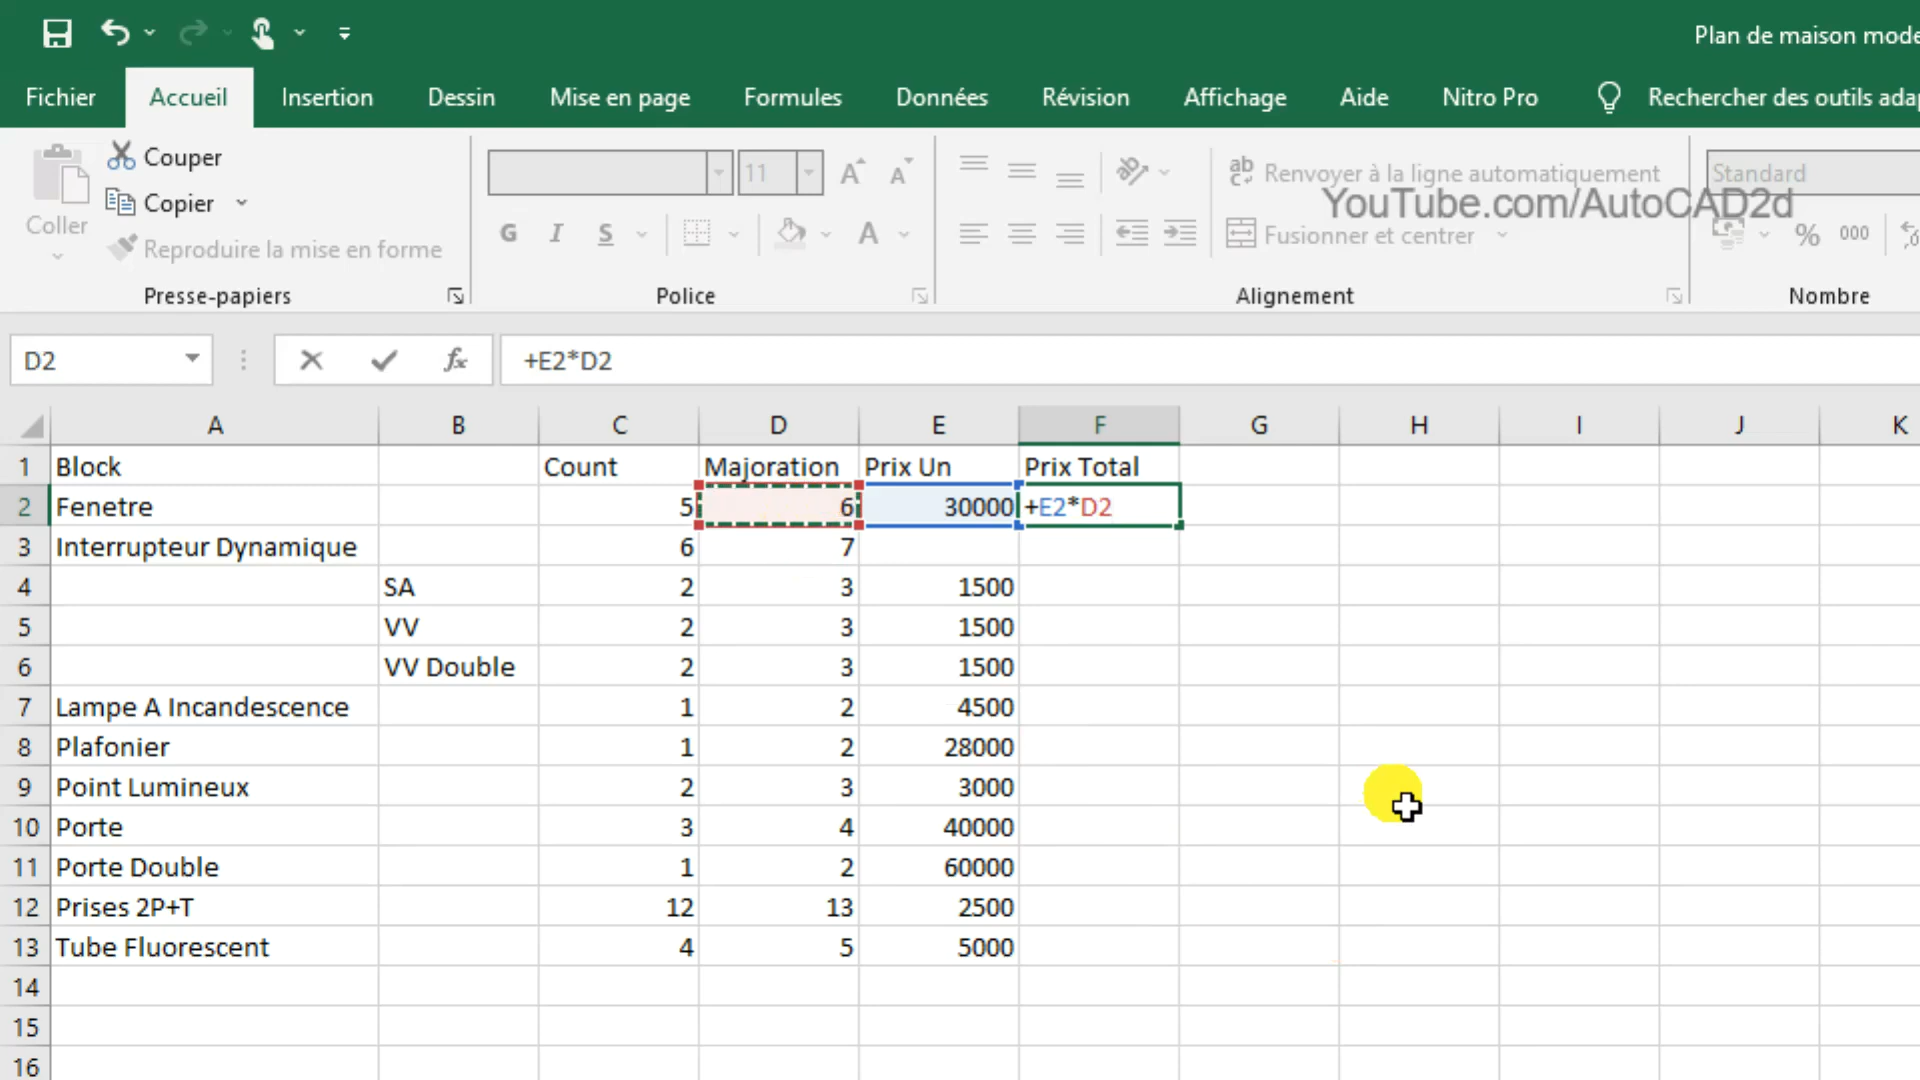 Plan de maison mode
Fichier Accueil Insertion Dessin Mise en page Formules Données Révision Affichage Aide Nitro Pro Rechercher des outils adap
Coller
Couper
Copier
Reproduire la mise en forme
Presse-papiers
11
G I S
Police
Renvoyer à la ligne automatiquement
Fusionner et centrer
Alignement
Standard
% 000
Nombre
YouTube.com/AutoCAD2d
D2 fx +E2*D2
A B C D E F G H I J K
1 Block Count Majoration Prix Un Prix Total
2 Fenetre 5 6 30000 +E2*D2
3 Interrupteur Dynamique 6 7
4 SA 2 3 1500
5 VV 2 3 1500
6 VV Double 2 3 1500
7 Lampe A Incandescence 1 2 4500
8 Plafonier 1 2 28000
9 Point Lumineux 2 3 3000
10 Porte 3 4 40000
11 Porte Double 1 2 60000
12 Prises 2P+T 12 13 2500
13 Tube Fluorescent 4 5 5000
14
15
16